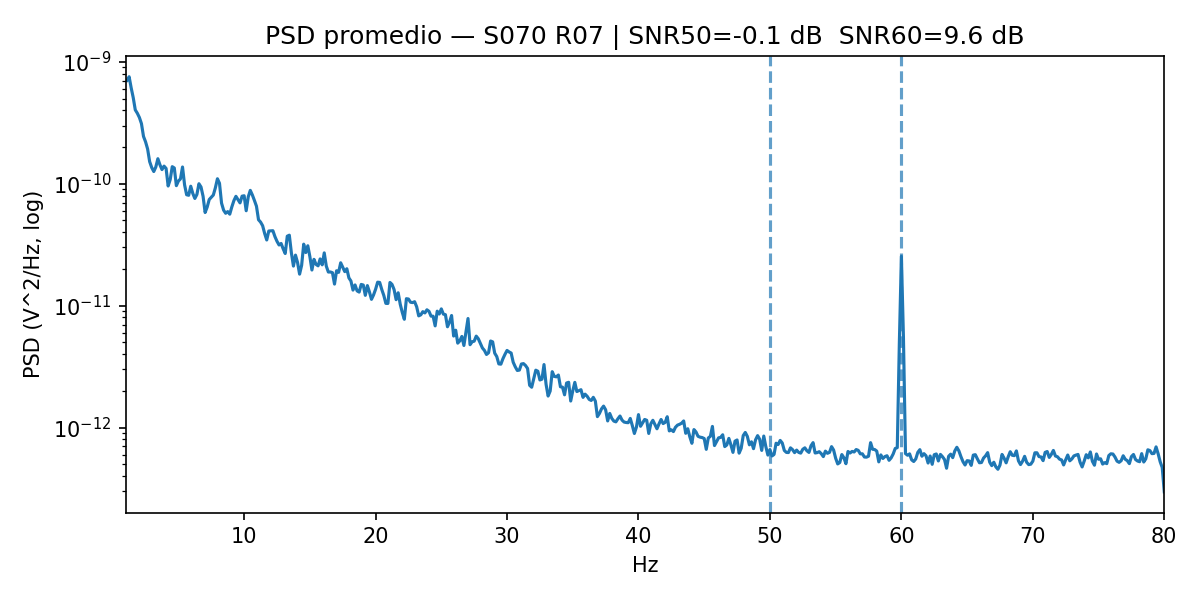 PSD promedio — S070 R07 | SNR50=-0.1 dB  SNR60=9.6 dB
PSD (V^2/Hz, log)
10⁻⁹
10⁻¹⁰
10⁻¹¹
10⁻¹²
10 20 30 40 50 60 70 80
Hz